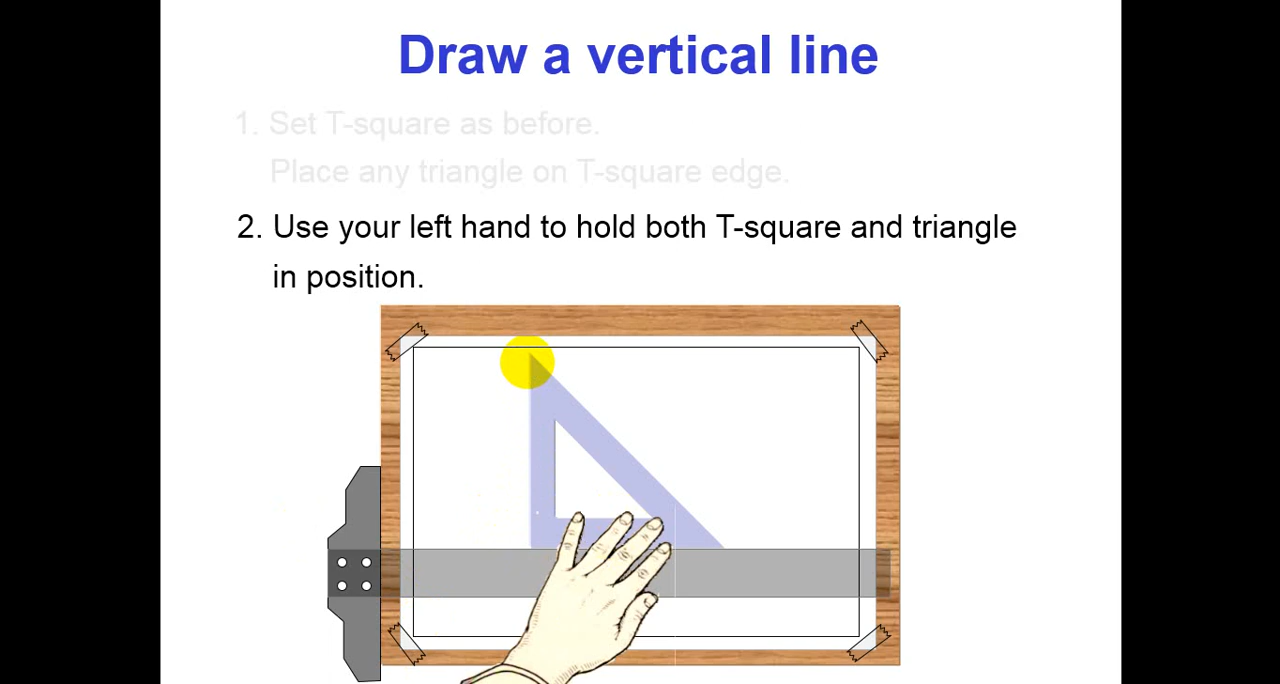 Draw a vertical line
1. Set T-square as before.
Place any triangle on T-square edge.
2. Use your left hand to hold both T-square and triangle
in position.